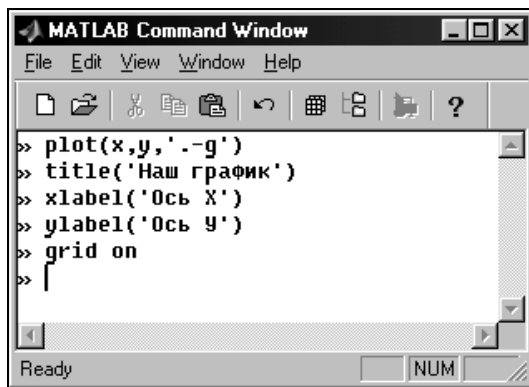 MATLAB Command Window
File Edit View Window Help
?
» plot(x,y,'.-g')
» title('Наш график')
» xlabel('Ось X')
» ylabel('Ось У')
» grid on
»
Ready NUM